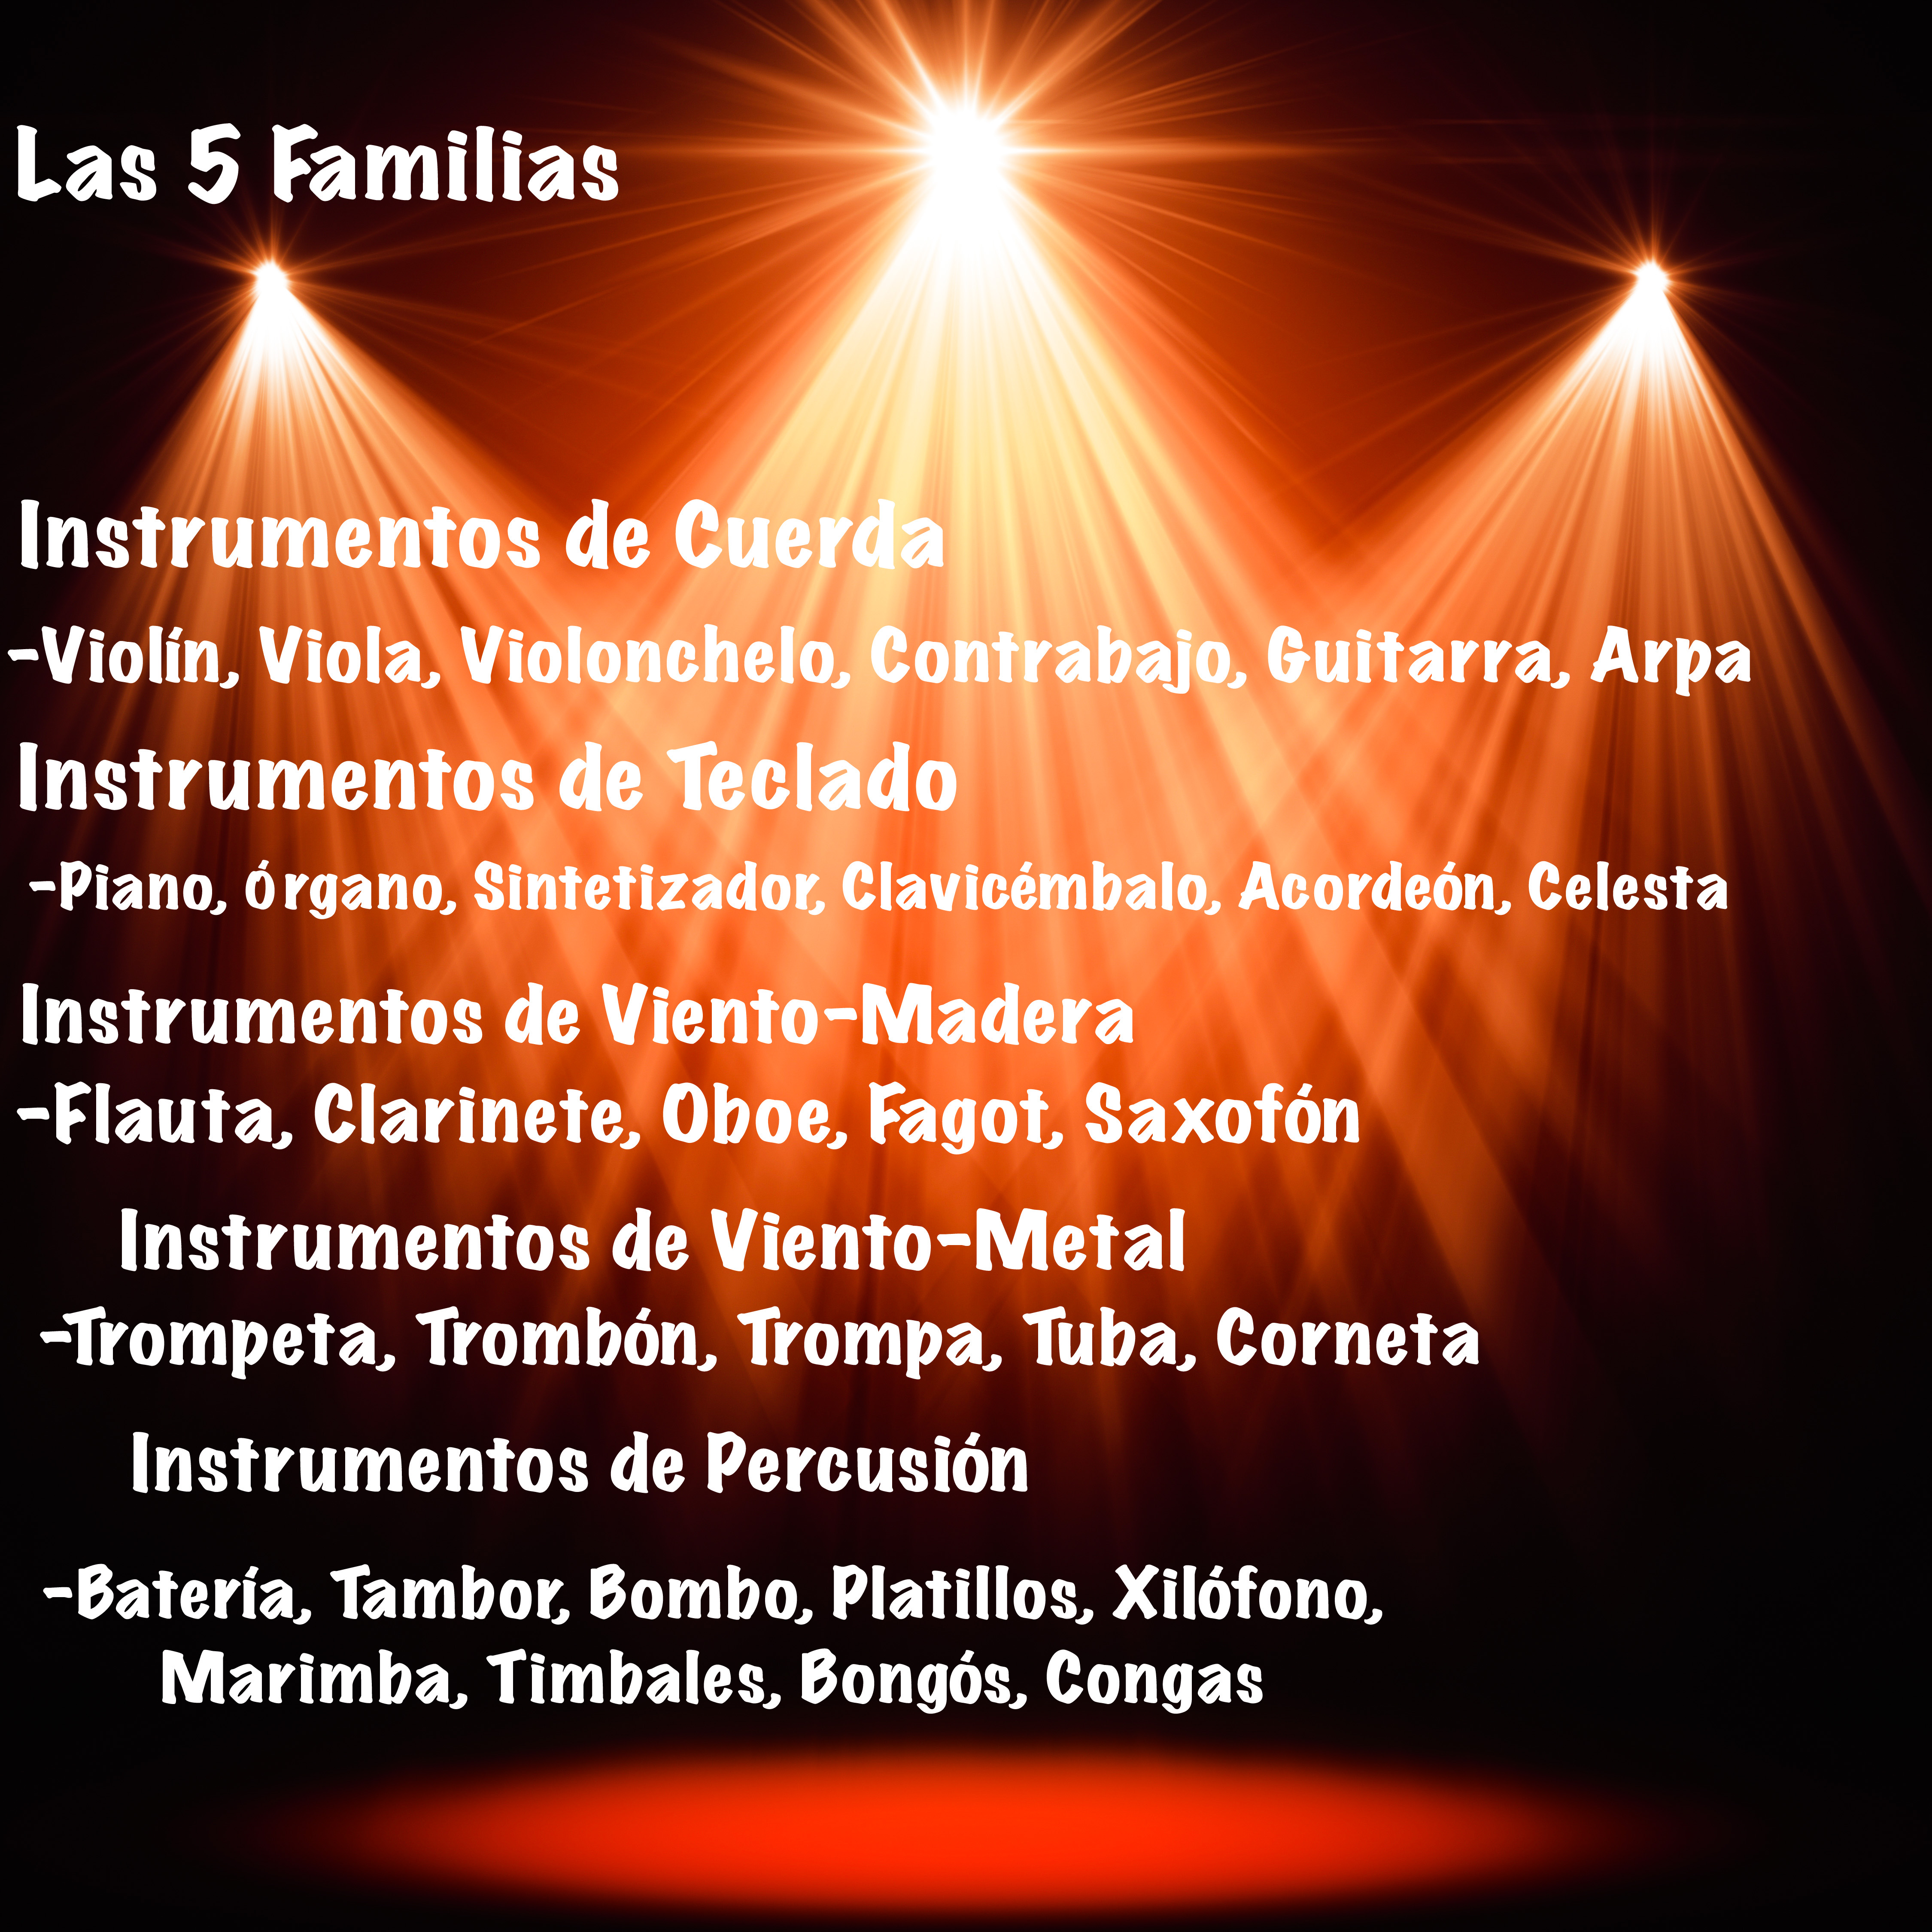 Las 5 Familias
Instrumentos de Cuerda
-Violín, Viola, Violonchelo, Contrabajo, Guitarra, Arpa
Instrumentos de Teclado
-Piano, órgano, Sintetizador, Clavicémbalo, Acordeón, Celesta
Instrumentos de Viento-Madera
-Flauta, Clarinete, Oboe, Fagot, Saxofón
Instrumentos de Viento-Metal
-Trompeta, Trombón, Trompa, Tuba, Corneta
Instrumentos de Percusión
-Batería, Tambor, Bombo, Platillos, Xilófono,
Marimba, Timbales, Bongós, Congas